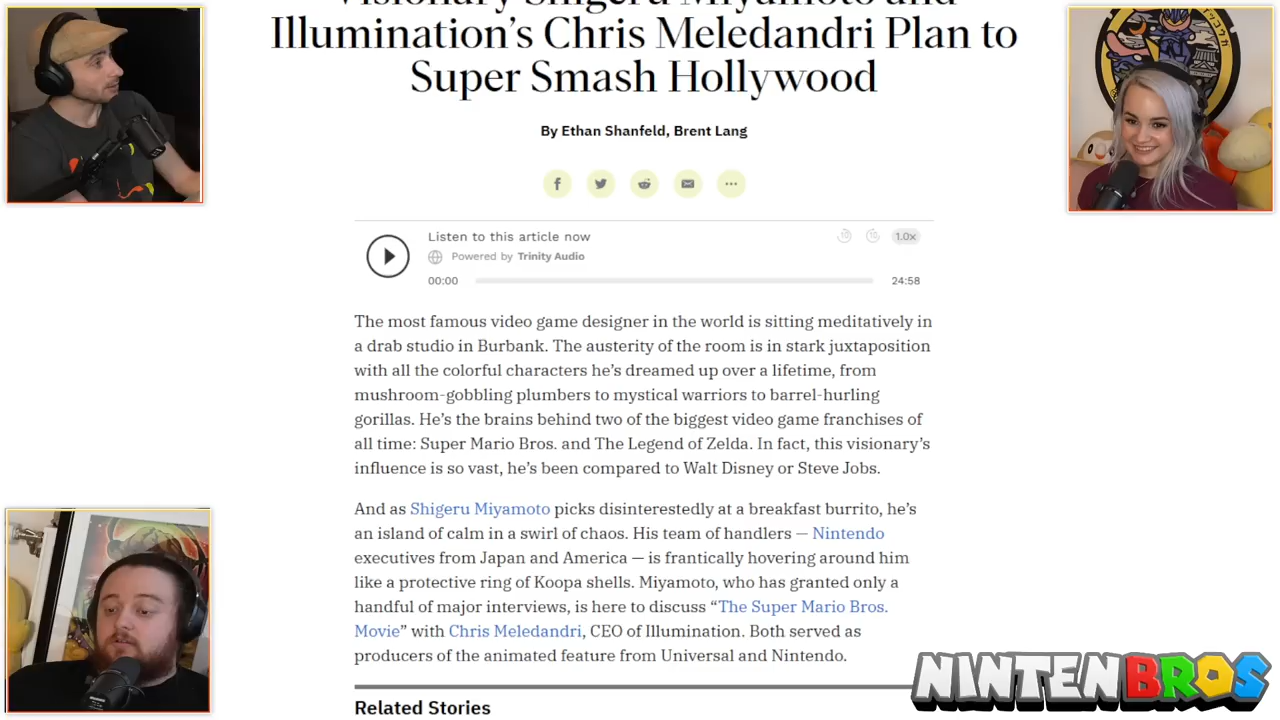 Visionary Shigeru Miyamoto and
Illumination’s Chris Meledandri Plan to
Super Smash Hollywood
By Ethan Shanfeld, Brent Lang
Listen to this article now
10
10
1.0x
Powered by Trinity Audio
00:00
24:58
The most famous video game designer in the world is sitting meditatively in
a drab studio in Burbank. The austerity of the room is in stark juxtaposition
with all the colorful characters he’s dreamed up over a lifetime, from
mushroom-gobbling plumbers to mystical warriors to barrel-hurling
gorillas. He’s the brains behind two of the biggest video game franchises of
all time: Super Mario Bros. and The Legend of Zelda. In fact, this visionary’s
influence is so vast, he’s been compared to Walt Disney or Steve Jobs.
And as Shigeru Miyamoto picks disinterestedly at a breakfast burrito, he’s
an island of calm in a swirl of chaos. His team of handlers — Nintendo
executives from Japan and America — is frantically hovering around him
like a protective ring of Koopa shells. Miyamoto, who has granted only a
handful of major interviews, is here to discuss “The Super Mario Bros.
Movie” with Chris Meledandri, CEO of Illumination. Both served as
producers of the animated feature from Universal and Nintendo.
Related Stories
NINTENBROS